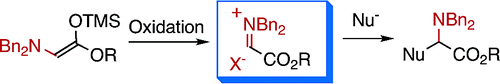 OTMS
Bn2N
OR
Oxidation
+
NBn2
X-
CO2R
Nu-
NBn2
Nu
CO2R